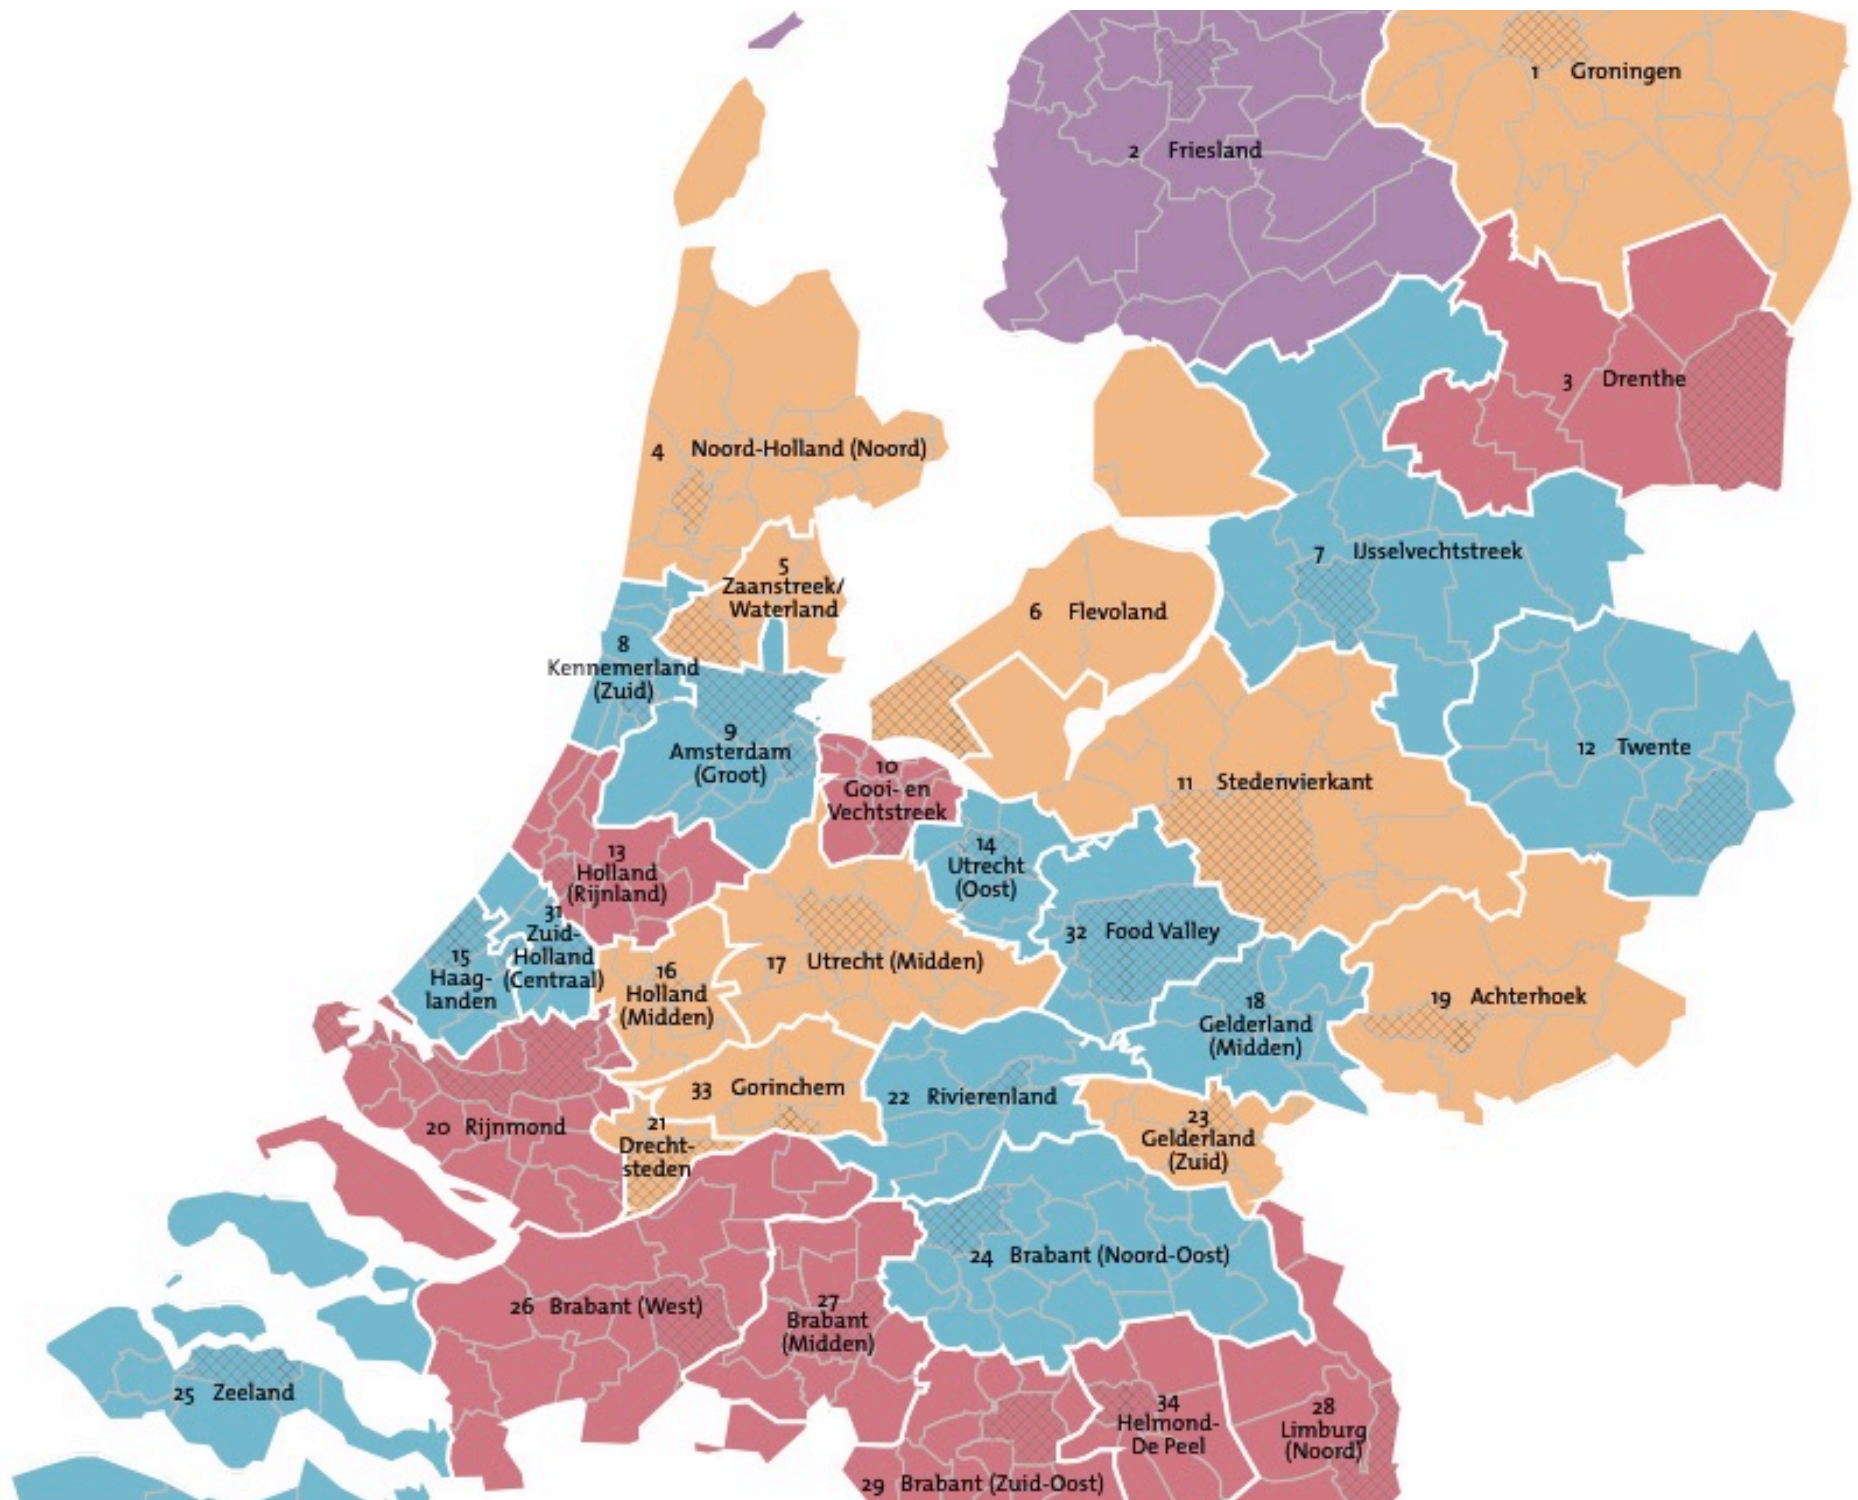 1 Groningen
2 Friesland
3 Drenthe
4 Noord-Holland (Noord)
5
Zaanstreek/
Waterland
6 Flevoland
7 IJsselvechtstreek
8
Kennemerland
(Zuid)
9
Amsterdam
(Groot)
10
Gooi- en
Vechtstreek
11 Stedenvierkant
12 Twente
13
Holland
(Rijnland)
14
Utrecht
(Oost)
31
Zuid-
Holland
(Centraal)
15
Haag-
landen
16
Holland
(Midden)
17 Utrecht (Midden)
32 Food Valley
18
Gelderland
(Midden)
19 Achterhoek
33 Gorinchem
22 Rivierenland
20 Rijnmond
21
Drecht-
steden
23
Gelderland
(Zuid)
24 Brabant (Noord-Oost)
26 Brabant (West)
27
Brabant
(Midden)
25 Zeeland
34
Helmond-
De Peel
28
Limburg
(Noord)
29 Brabant (Zuid-Oost)